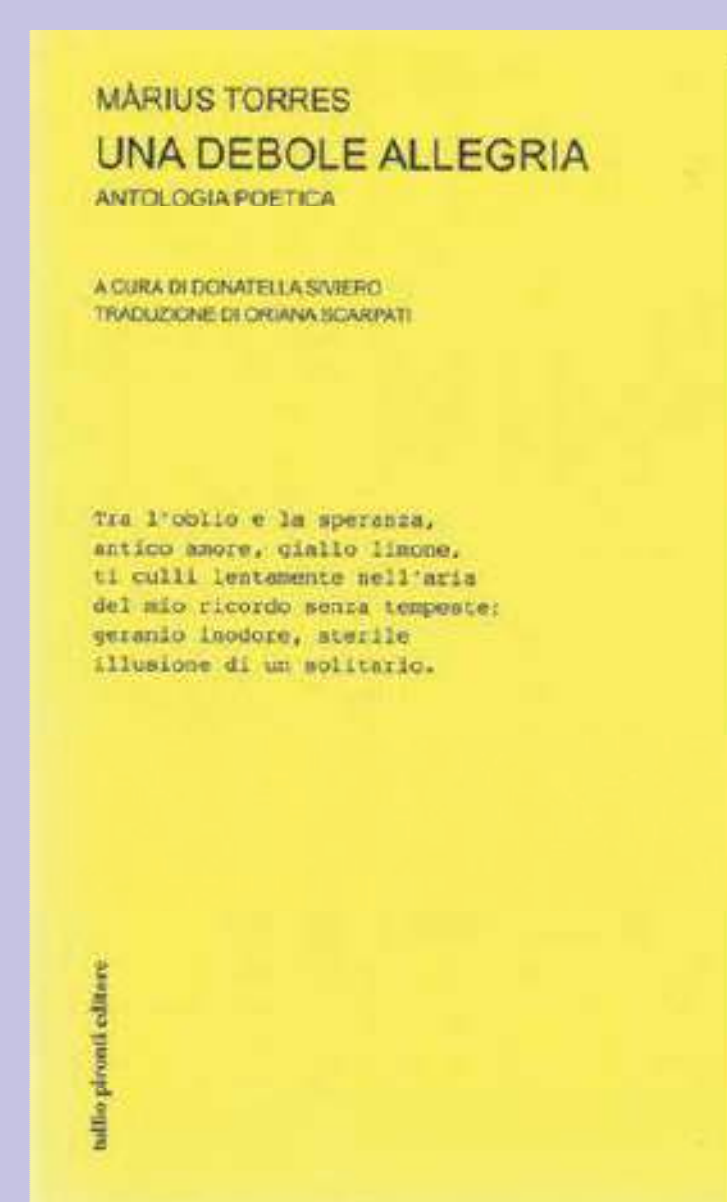 MÀRIUS TORRES
UNA DEBOLE ALLEGRIA
ANTOLOGIA POETICA
A CURA DI DONATELLA SIVIERO
TRADUZIONE DI ORIANA SCARPATI
Tra l'oblio e la speranza,
antico amore, giallo limone,
ti culli lentamente nell'aria
del mio ricordo senza tempeste:
geranio inodore, sterile
illusione di un solitario.
tullio pironti editore